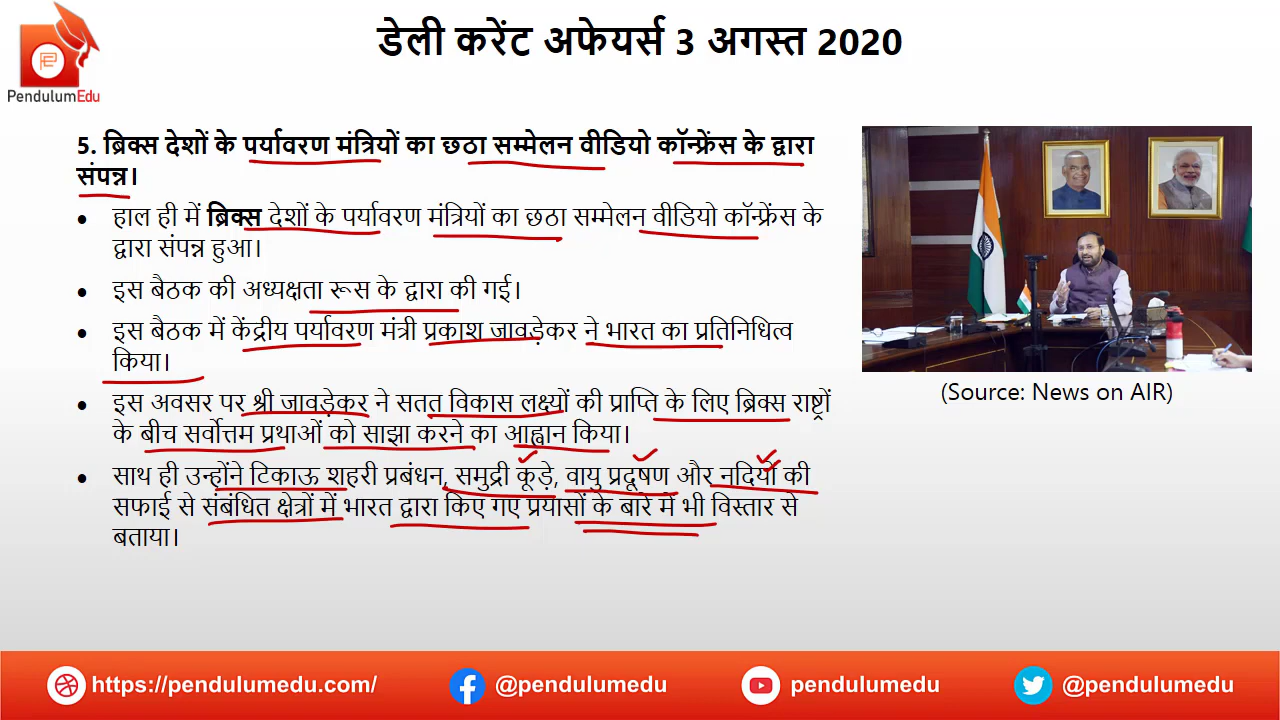 डेली करेंट अफेयर्स 3 अगस्त 2020
PendulumEdu
5. ब्रिक्स देशों के पर्यावरण मंत्रियों का छठा सम्मेलन वीडियो कॉन्फ्रेंस के द्वारा
संपन्न।
• हाल ही में ब्रिक्स देशों के पर्यावरण मंत्रियों का छठा सम्मेलन वीडियो कॉन्फ्रेंस के
द्वारा संपन्न हुआ।
• इस बैठक की अध्यक्षता रूस के द्वारा की गई।
• इस बैठक में केंद्रीय पर्यावरण मंत्री प्रकाश जावड़ेकर ने भारत का प्रतिनिधित्व
किया।
• इस अवसर पर श्री जावड़ेकर ने सतत विकास लक्ष्यों की प्राप्ति के लिए ब्रिक्स राष्ट्रों
के बीच सर्वोत्तम प्रथाओं को साझा करने का आह्वान किया।
• साथ ही उन्होंने टिकाऊ शहरी प्रबंधन, समुद्री कूड़े, वायु प्रदूषण और नदियों की
सफाई से संबंधित क्षेत्रों में भारत द्वारा किए गए प्रयासों के बारे में भी विस्तार से
बताया।
(Source: News on AIR)
https://pendulumedu.com/
@pendulumedu
pendulumedu
@pendulumedu